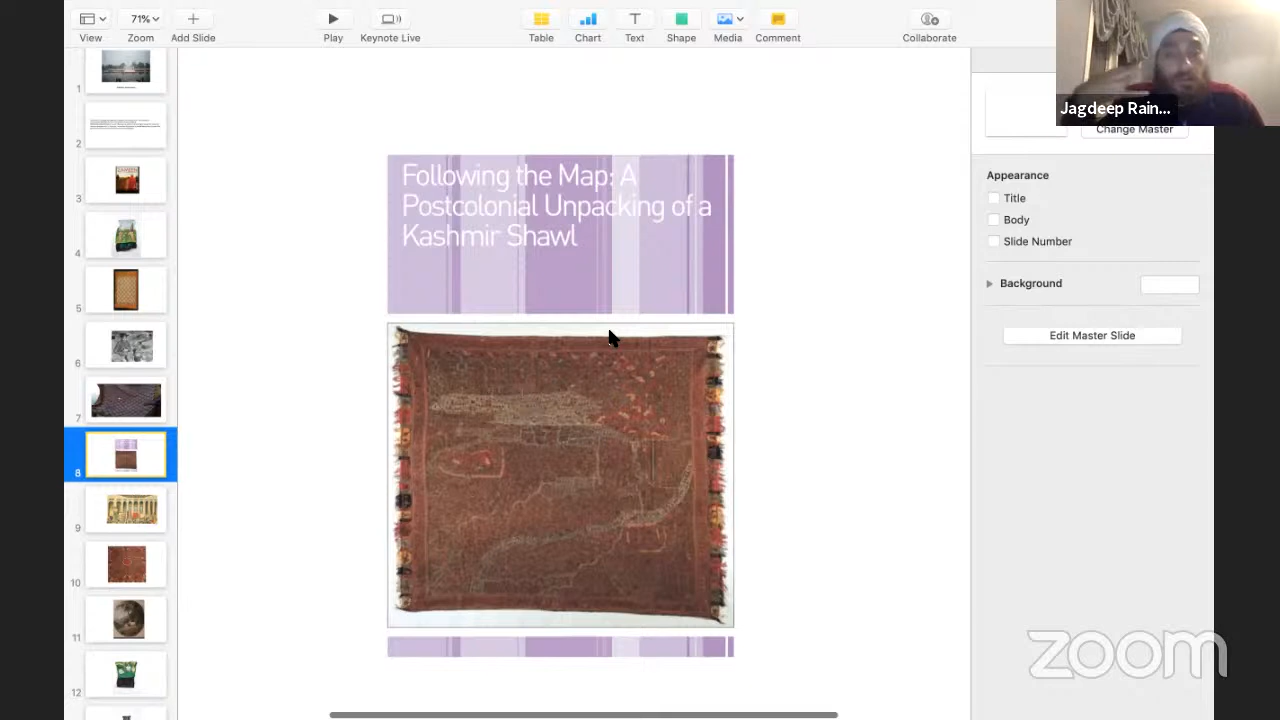 71%
View
Zoom
Add Slide
Play
Keynote Live
Table
Chart
Text
Shape
Media
Comment
Collaborate
Jagdeep Rain...
Change Master
Appearance
Title
Body
Slide Number
Background
Edit Master Slide
1
2
3
4
5
6
7
8
9
10
11
12
Following the Map: A
Postcolonial Unpacking of a
Kashmir Shawl
zoom